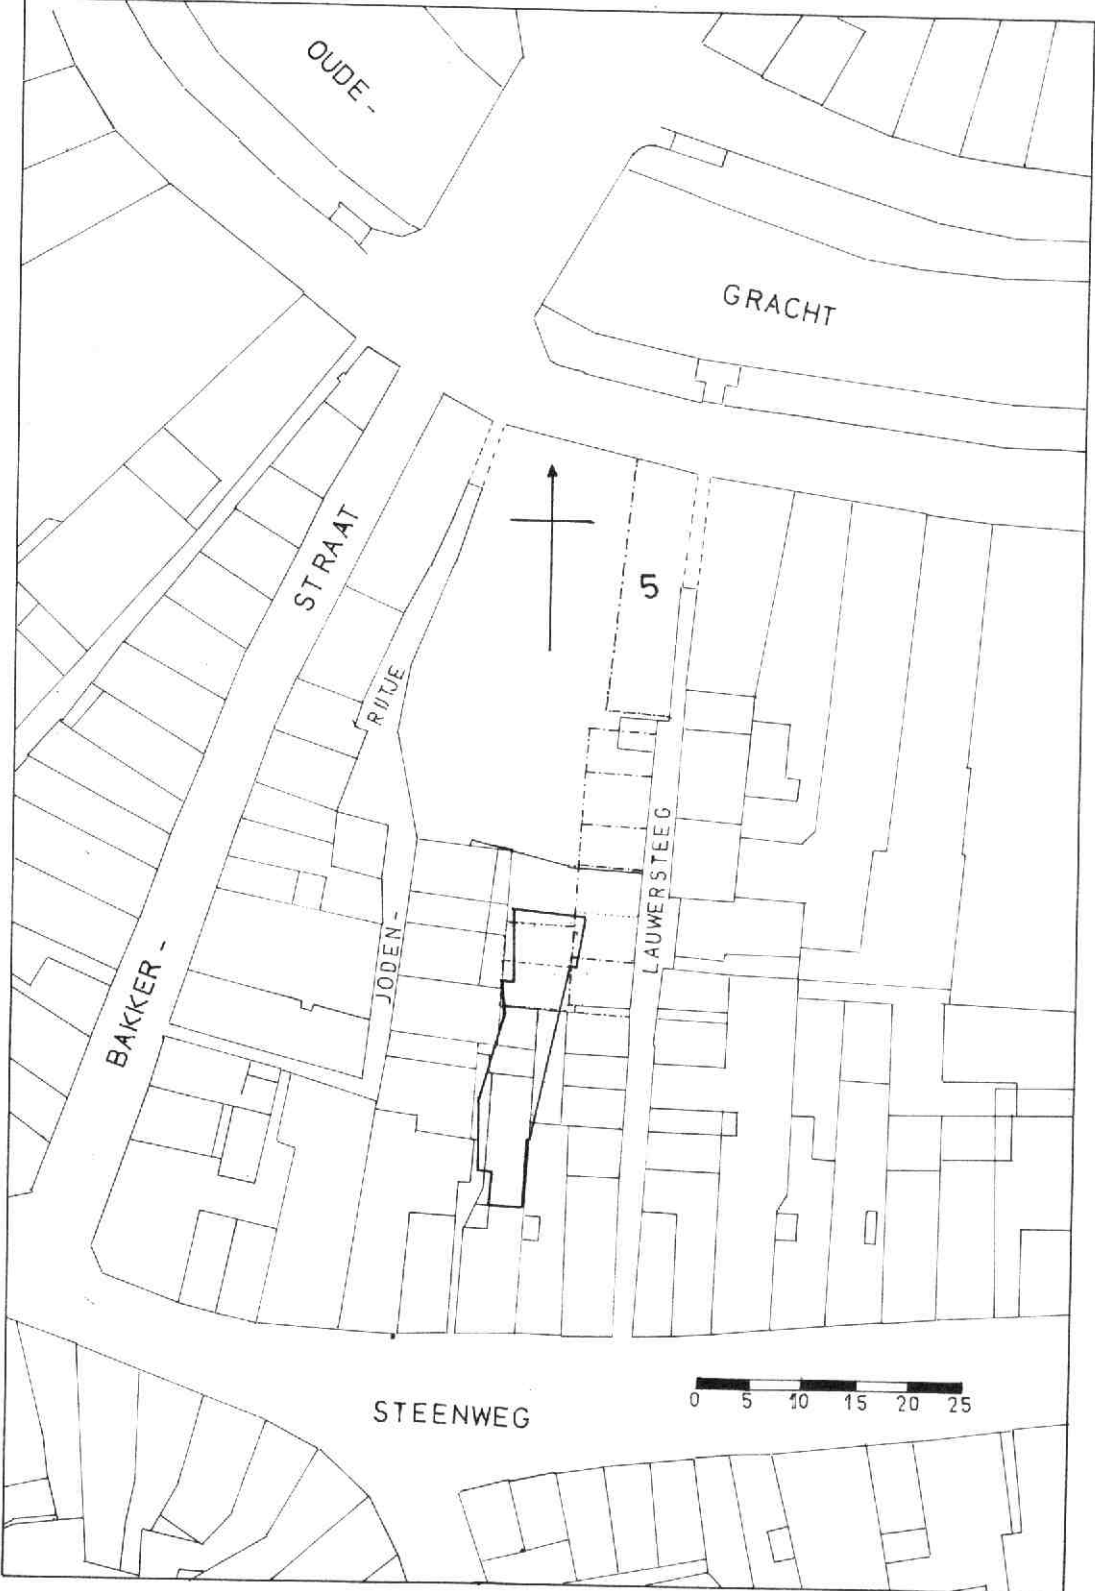 OUDE-
GRACHT
STRAAT
5
RIJTJE
LAUWERSTEEG
JODEN-
BAKKER-
0 5 10 15 20 25
STEENWEG